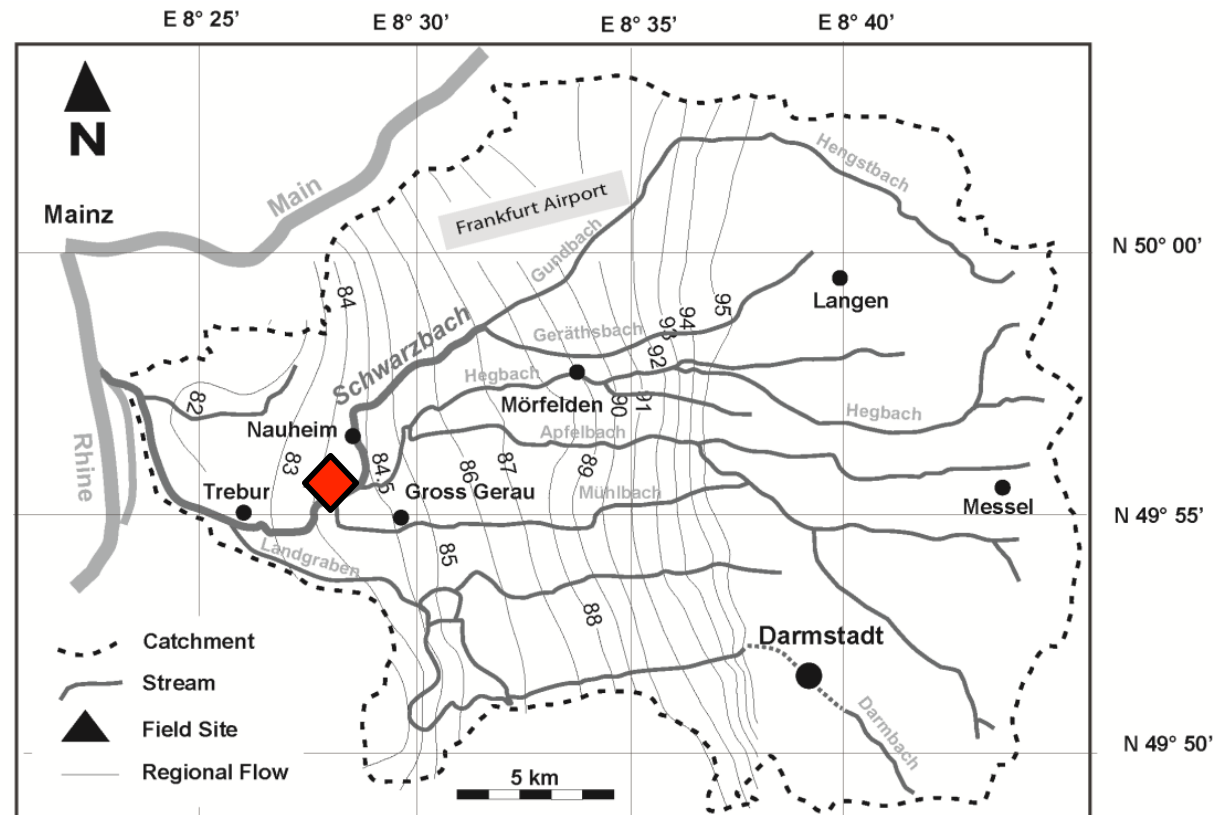 E 8° 25’
E 8° 30’
E 8° 35’
E 8° 40’
N
Main
Mainz
Frankfurt Airport
Hengstbach
Gundbach
N 50° 00’
Langen
84
95
94
93
92
Geräthsbach
Schwarzbach
Hegbach
Mörfelden
90
91
Hegbach
82
Nauheim
Apfelbach
Rhine
83
84.5
86
87
89
Trebur
Gross Gerau
Mühlbach
Messel
N 49° 55’
Landgraben
85
88
Darmstadt
Catchment
Stream
Field Site
Regional Flow
Darmbach
N 49° 50’
5 km